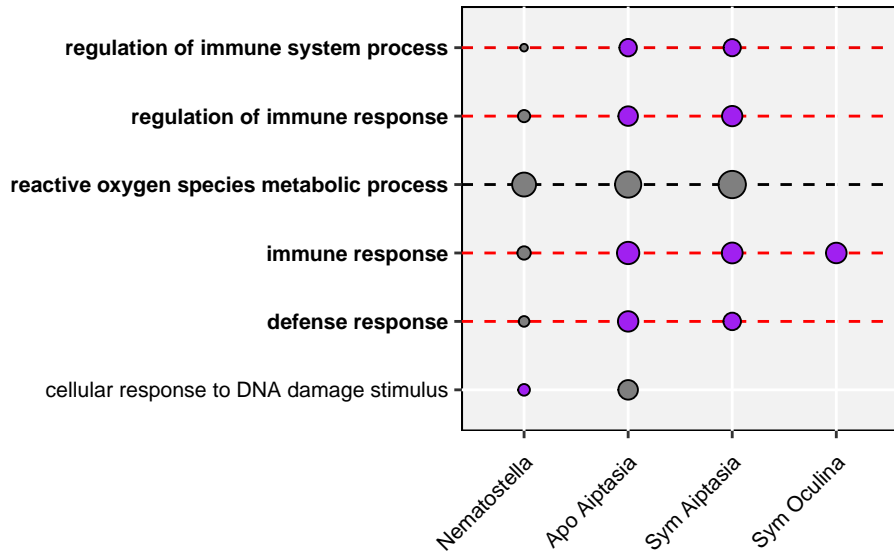 regulation of immune system process
regulation of immune response
reactive oxygen species metabolic process
immune response
defense response
cellular response to DNA damage stimulus
Nematostella
Apo Aiptasia
Sym Aiptasia
Sym Oculina